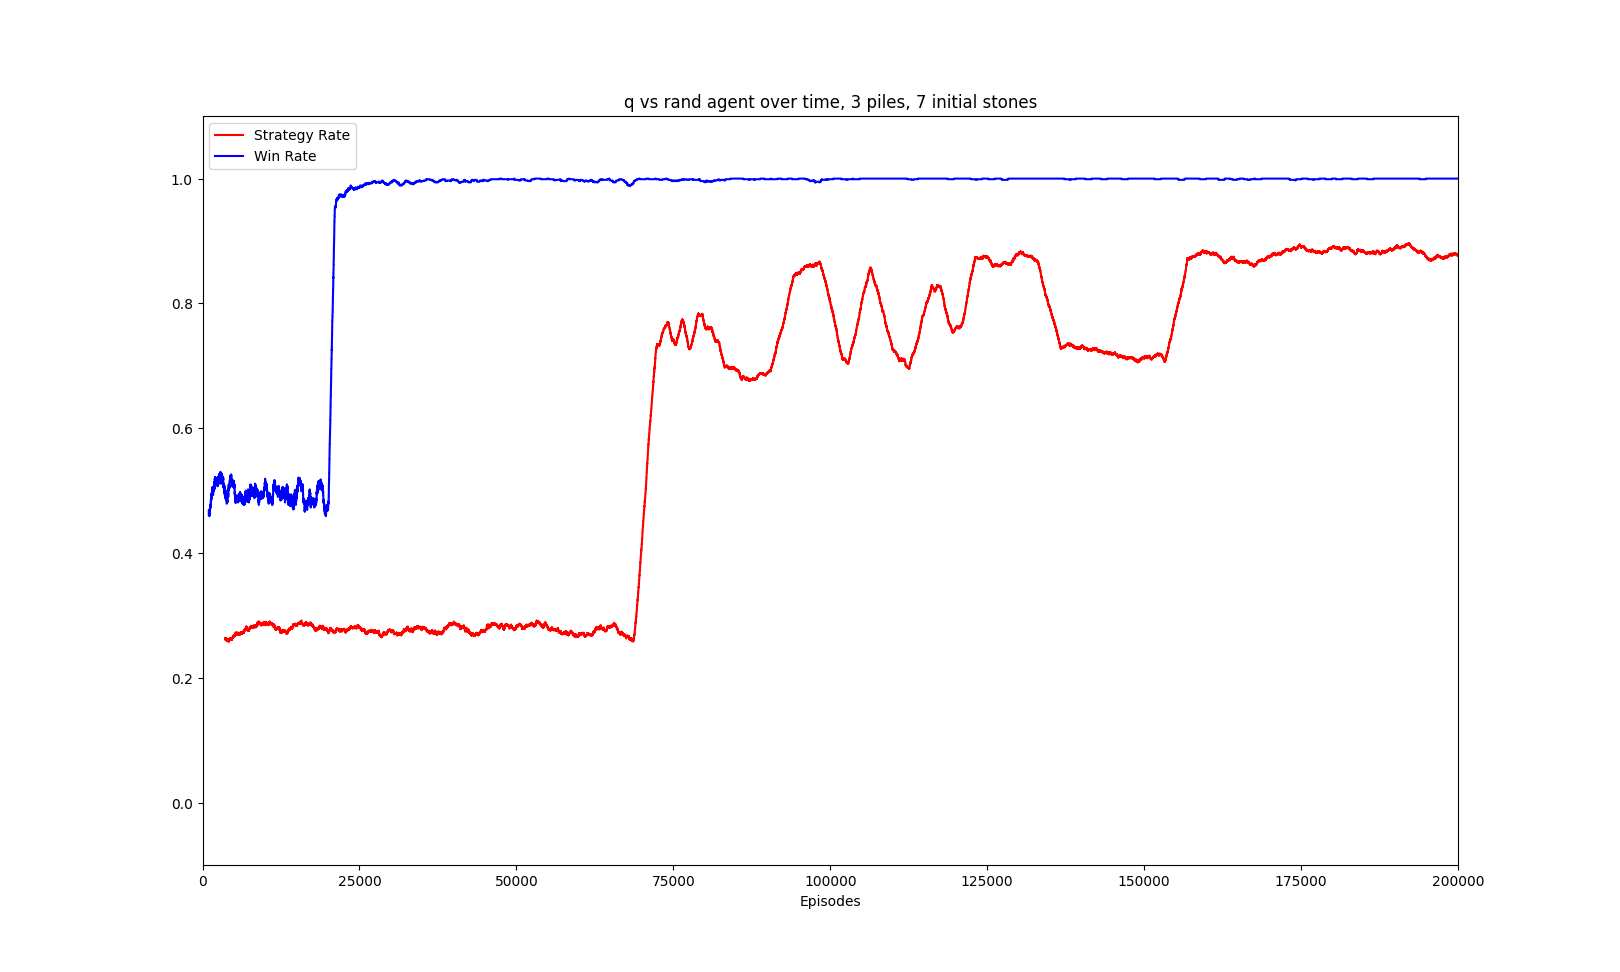 q vs rand agent over time, 3 piles, 7 initial stones
Strategy Rate
Win Rate
1.0
0.8
0.6
0.4
0.2
0.0
0 25000 50000 75000 100000 125000 150000 175000 200000
Episodes